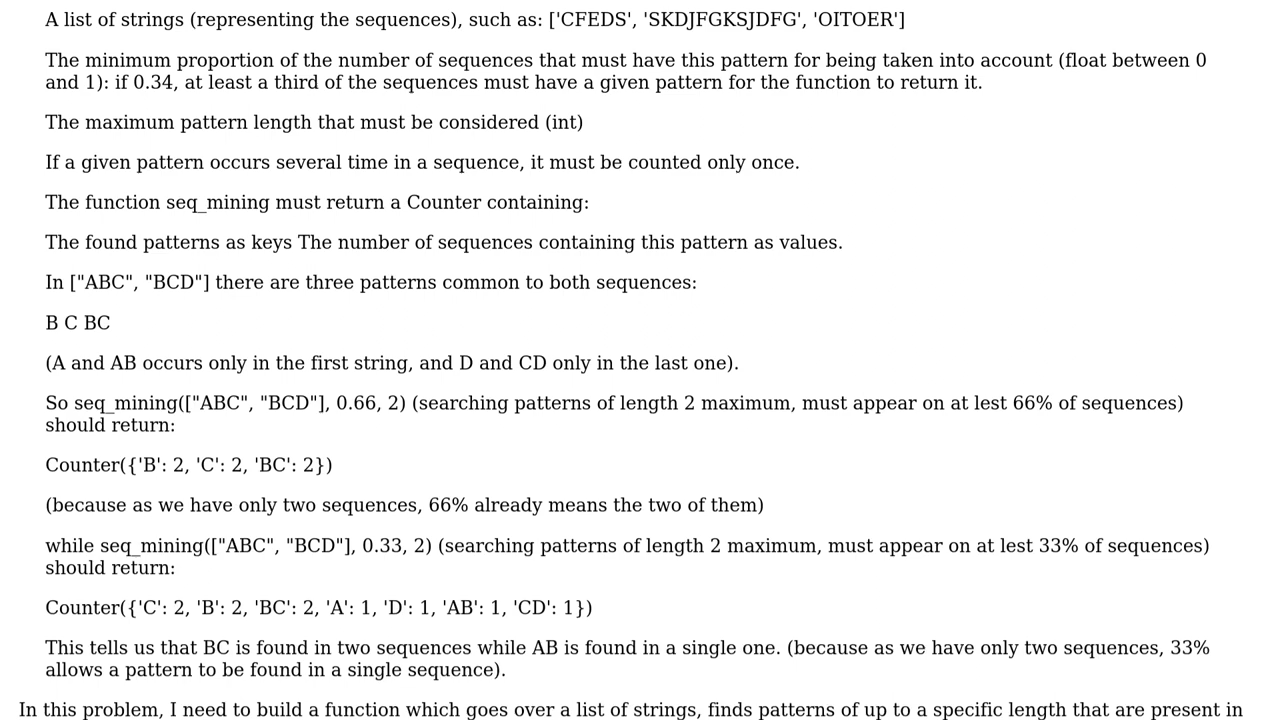 A list of strings (representing the sequences), such as: ['CFEDS', 'SKDJFGKSJDFG', 'OITOER']
The minimum proportion of the number of sequences that must have this pattern for being taken into account (float between 0
and 1): if 0.34, at least a third of the sequences must have a given pattern for the function to return it.
The maximum pattern length that must be considered (int)
If a given pattern occurs several time in a sequence, it must be counted only once.
The function seq_mining must return a Counter containing:
The found patterns as keys The number of sequences containing this pattern as values.
In ["ABC", "BCD"] there are three patterns common to both sequences:
B C BC
(A and AB occurs only in the first string, and D and CD only in the last one).
So seq_mining(["ABC", "BCD"], 0.66, 2) (searching patterns of length 2 maximum, must appear on at lest 66% of sequences)
should return:
Counter({'B': 2, 'C': 2, 'BC': 2})
(because as we have only two sequences, 66% already means the two of them)
while seq_mining(["ABC", "BCD"], 0.33, 2) (searching patterns of length 2 maximum, must appear on at lest 33% of sequences)
should return:
Counter({'C': 2, 'B': 2, 'BC': 2, 'A': 1, 'D': 1, 'AB': 1, 'CD': 1})
This tells us that BC is found in two sequences while AB is found in a single one. (because as we have only two sequences, 33%
allows a pattern to be found in a single sequence).
In this problem, I need to build a function which goes over a list of strings, finds patterns of up to a specific length that are present in